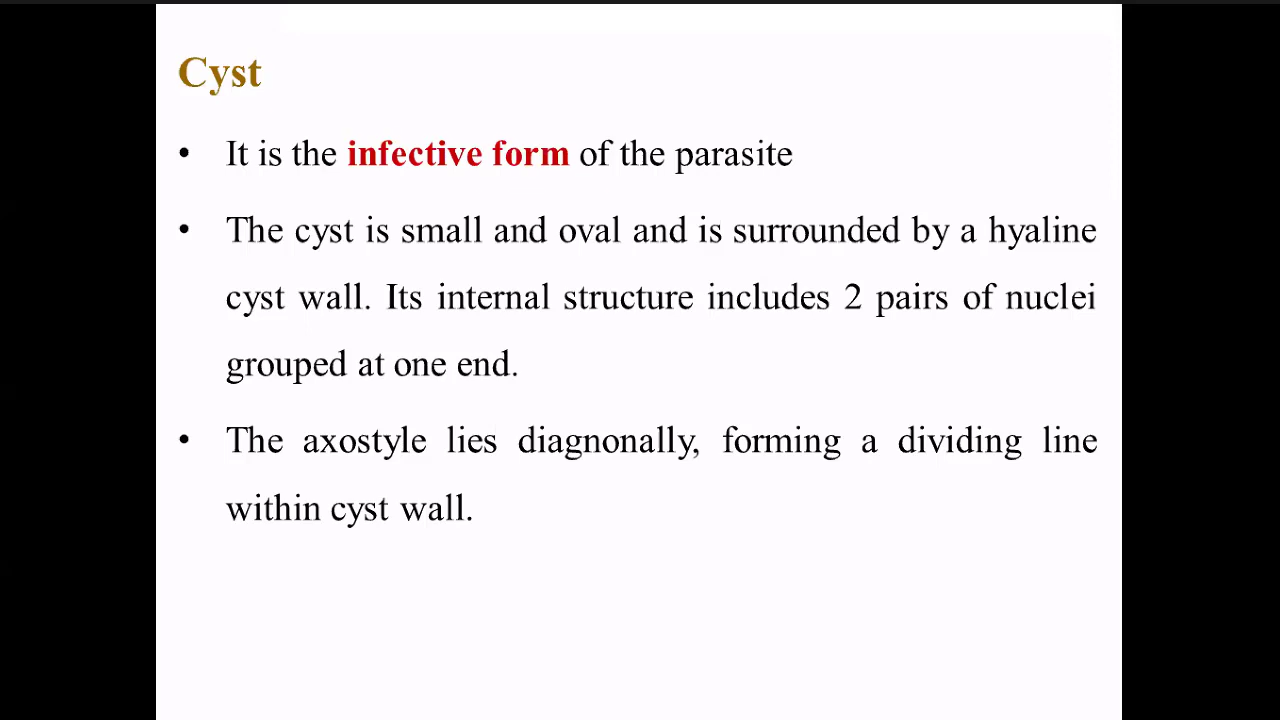 Cyst
• It is the infective form of the parasite
• The cyst is small and oval and is surrounded by a hyaline
cyst wall. Its internal structure includes 2 pairs of nuclei
grouped at one end.
• The axostyle lies diagnonally, forming a dividing line
within cyst wall.